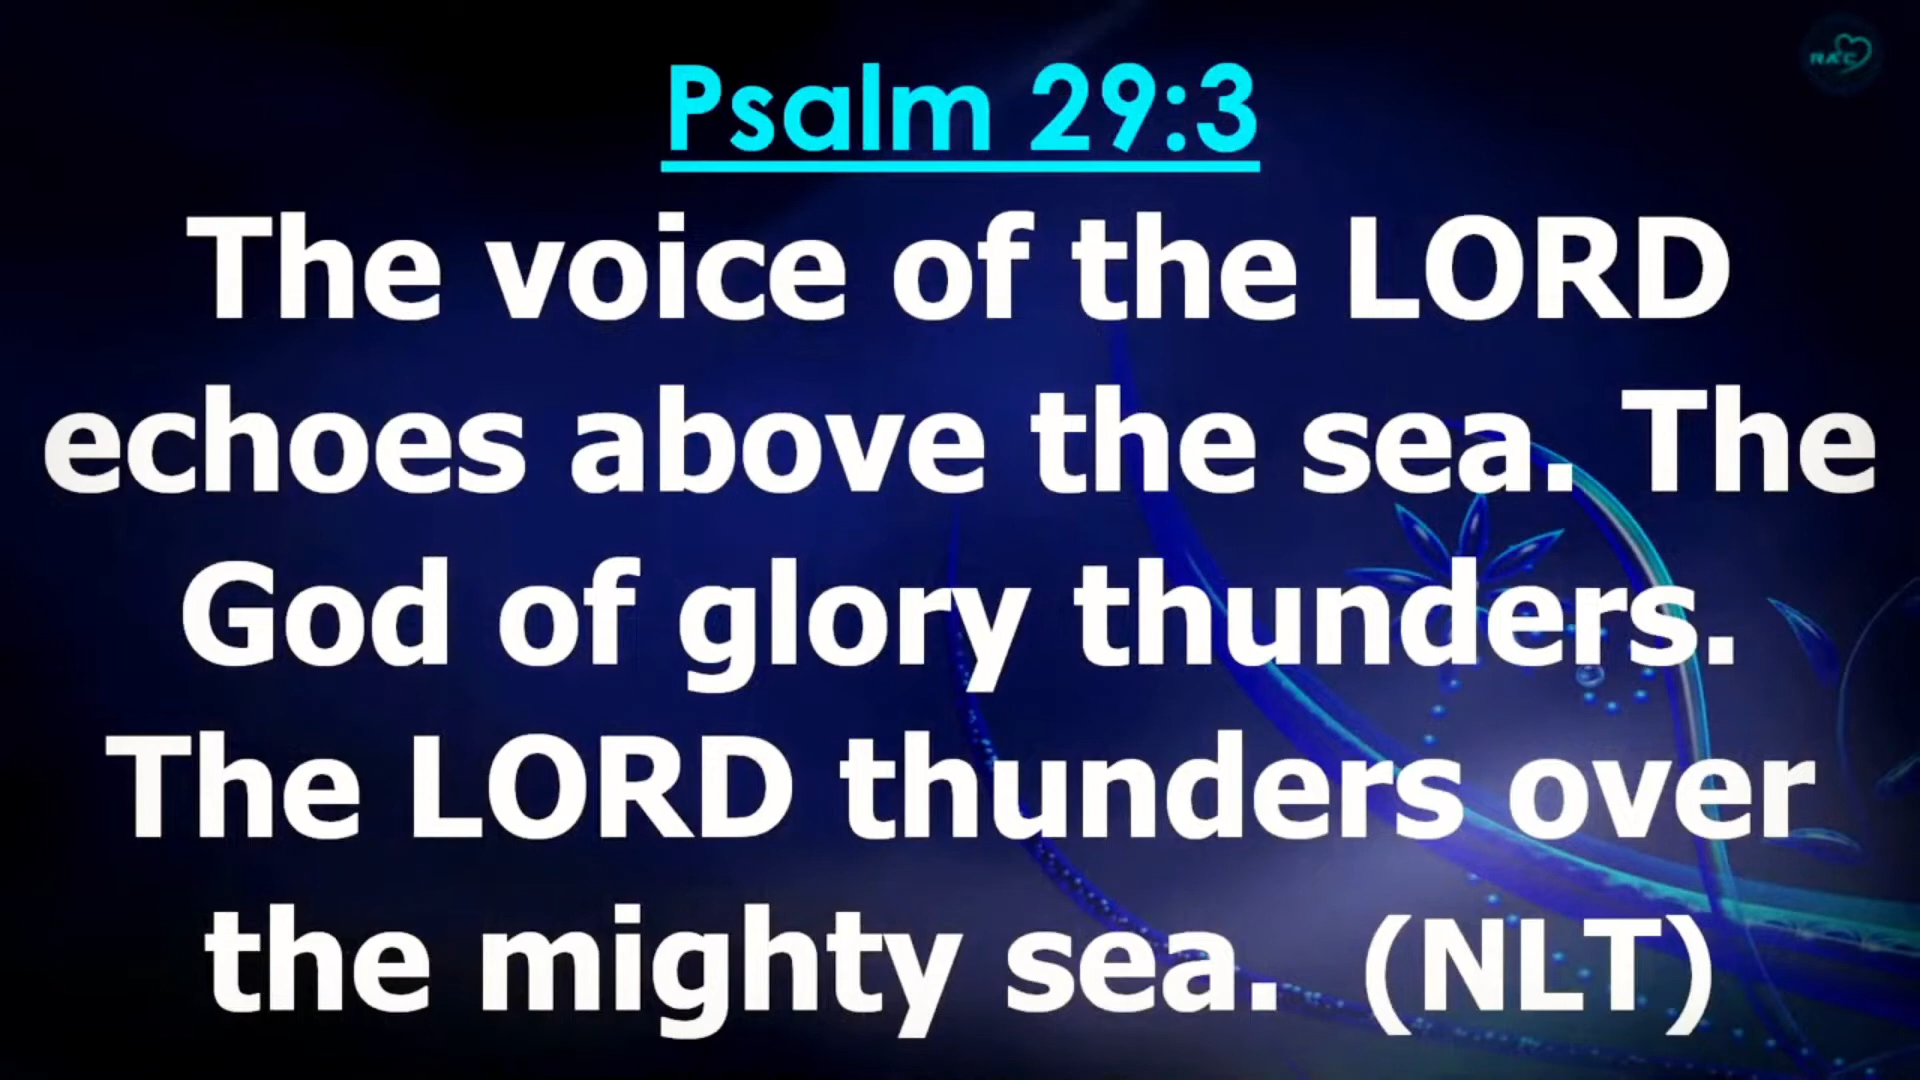 RAC
Psalm 29:3
The voice of the LORD
echoes above the sea. The
God of glory thunders.
The LORD thunders over
the mighty sea.  (NLT)